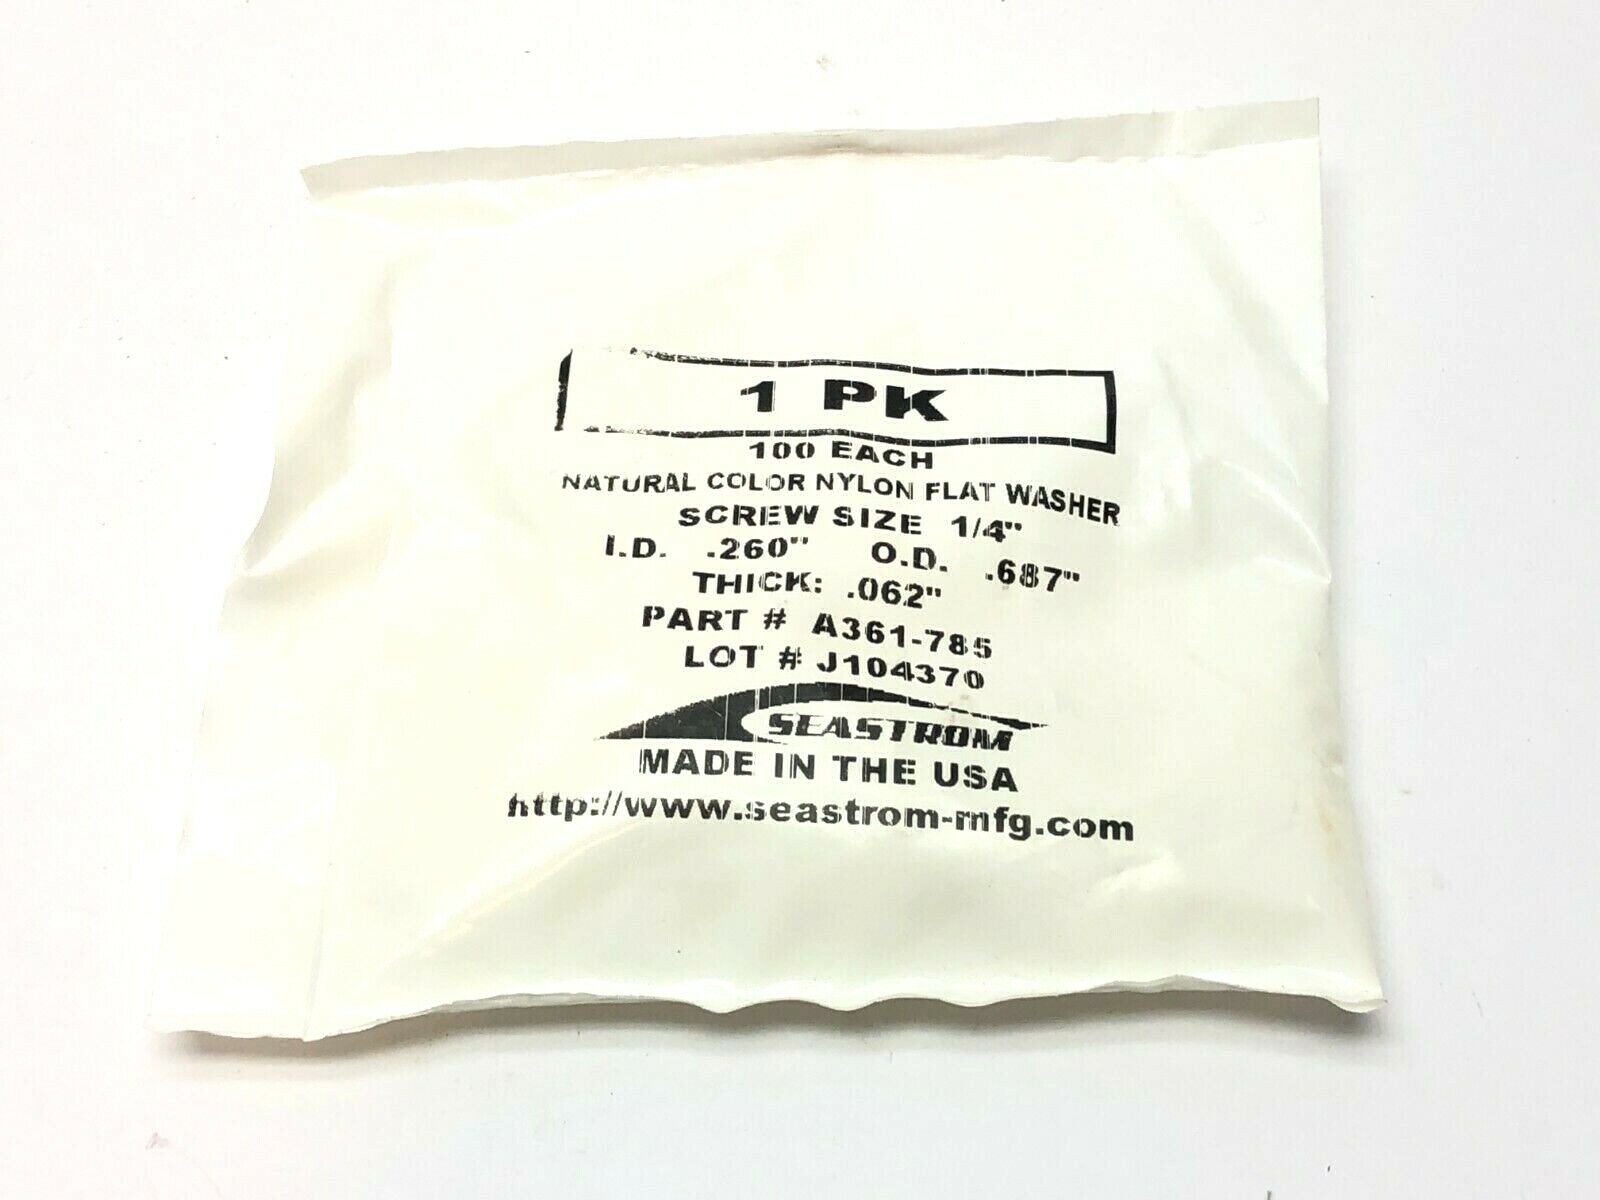 1 PK
100 EACH
NATURAL COLOR NYLON FLAT WASHER
SCREW SIZE 1/4"
I.D. .260" O.D. .687"
THICK: .062"
PART # A361-785
LOT # J104370
SEASTROM
MADE IN THE USA
http://www.seastrom-mfg.com